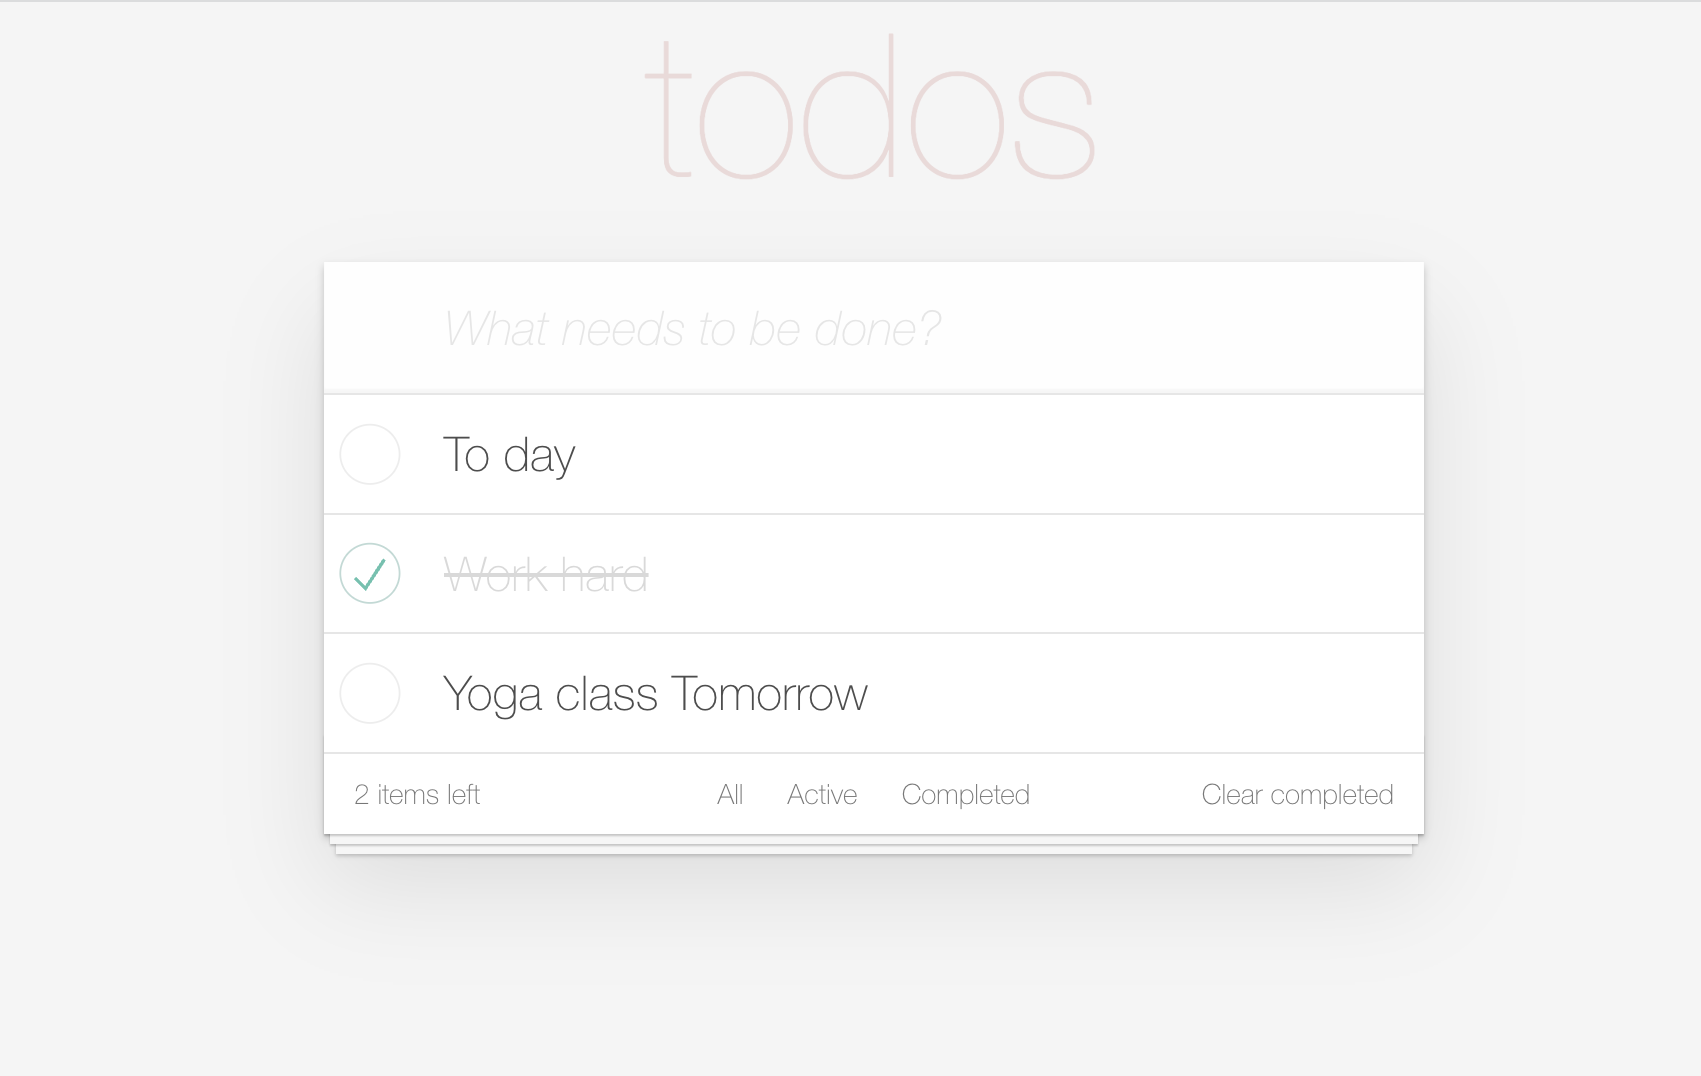 todos
What needs to be done?
To day
Work hard
Yoga class Tomorrow
2 items left All Active Completed Clear completed